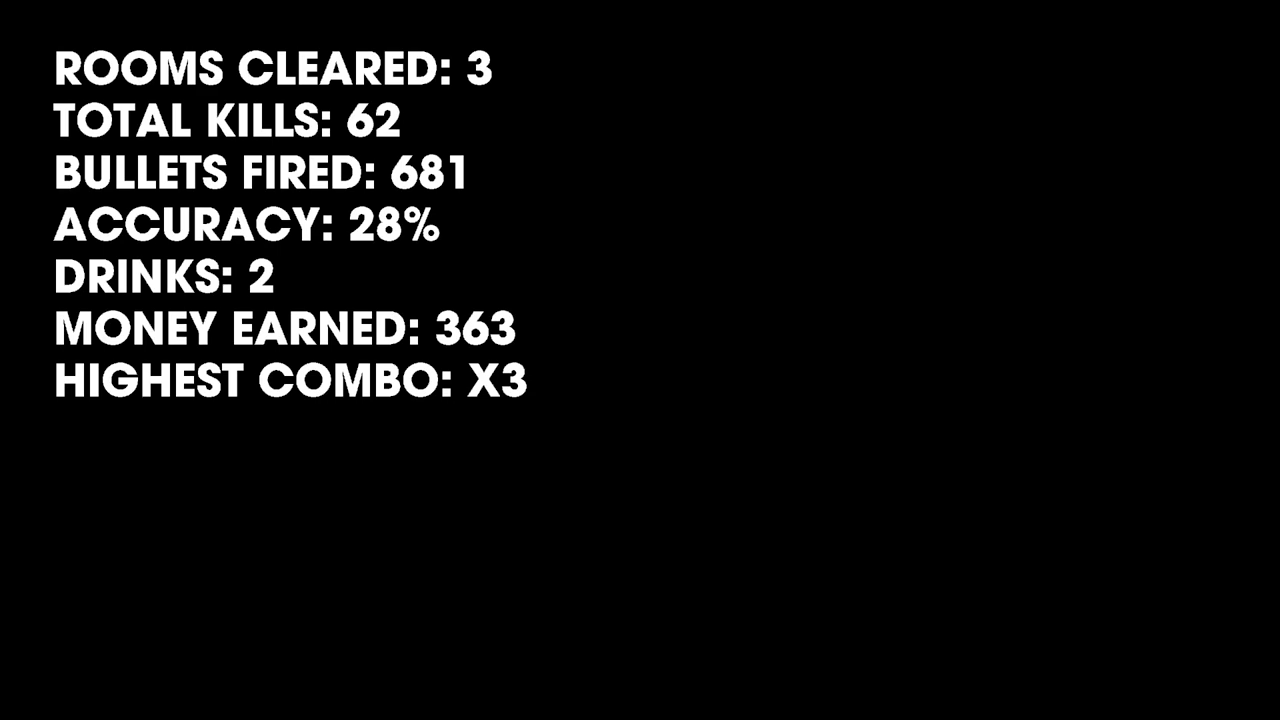 ROOMS CLEARED: 3
TOTAL KILLS: 62
BULLETS FIRED: 681
ACCURACY: 28%
DRINKS: 2
MONEY EARNED: 363
HIGHEST COMBO: X3